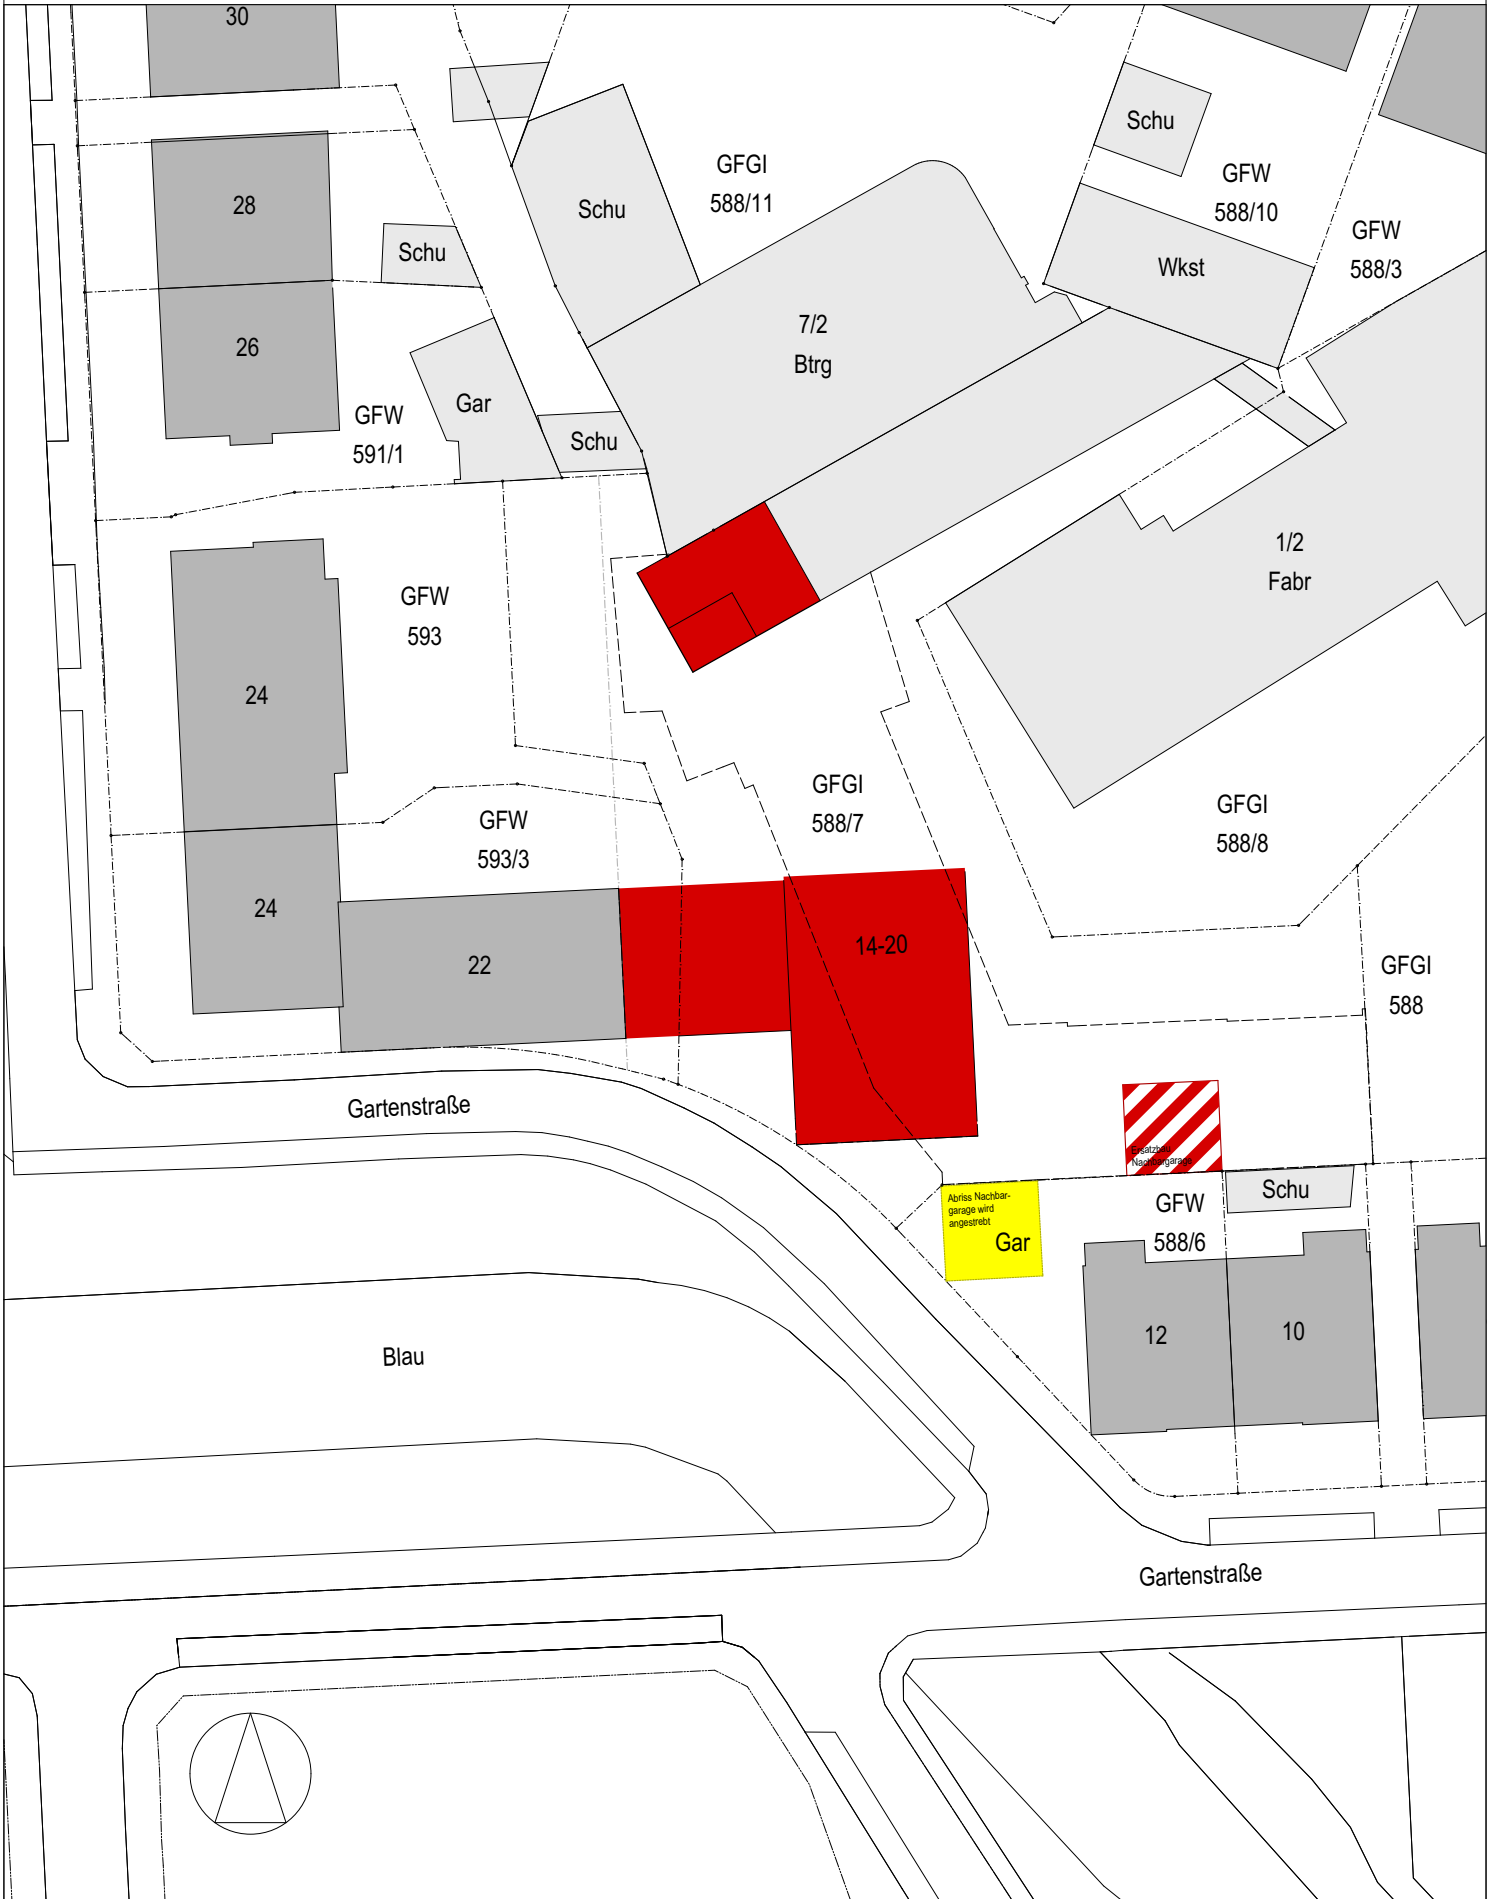 30
Schu
GFGI
588/11
GFW
588/10
28
Schu
Schu
GFW
588/3
Wkst
7/2
Btrg
26
Gar
GFW
591/1
Schu
1/2
Fabr
GFW
593
24
GFGI
588/7
GFGI
588/8
GFW
593/3
24
22
14-20
GFGI
588
Gartenstraße
Ersatzbau
Nachbargarage
Abriss Nachbar-
garage wird
angestrebt
Gar
GFW
588/6
Schu
12
10
Blau
Gartenstraße